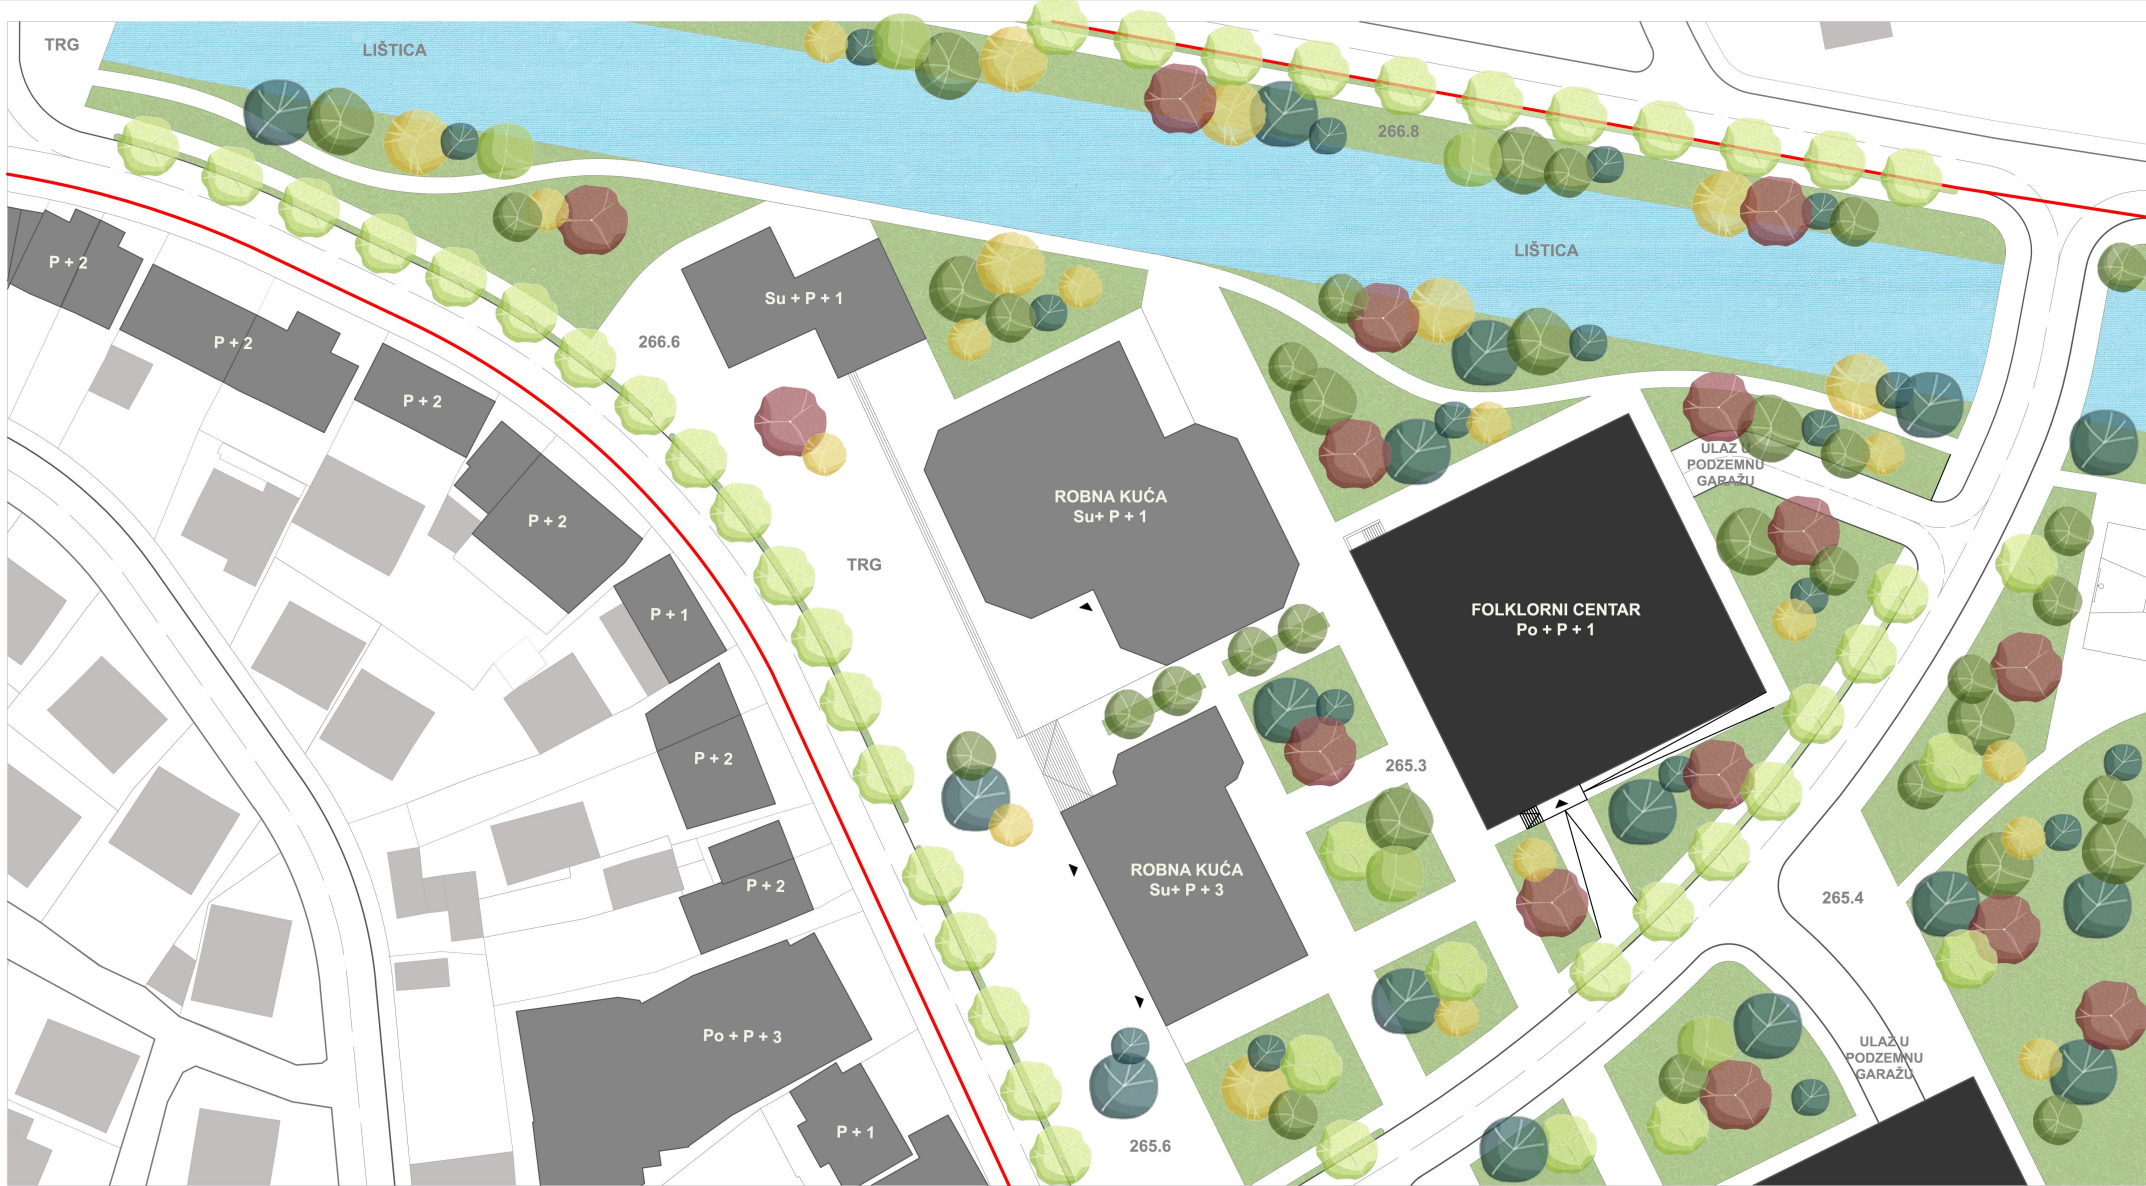 TRG
LIŠTICA
266.8
LIŠTICA
P + 2
Su + P + 1
266.6
P + 2
P + 2
ULAZ U
PODZEMNU
GARAŽU
ROBNA KUĆA
Su+ P + 1
P + 2
TRG
P + 1
FOLKLORNI CENTAR
Po + P + 1
P + 2
265.3
ROBNA KUĆA
Su+ P + 3
P + 2
265.4
Po + P + 3
ULAZ U
PODZEMNU
GARAŽU
P + 1
265.6